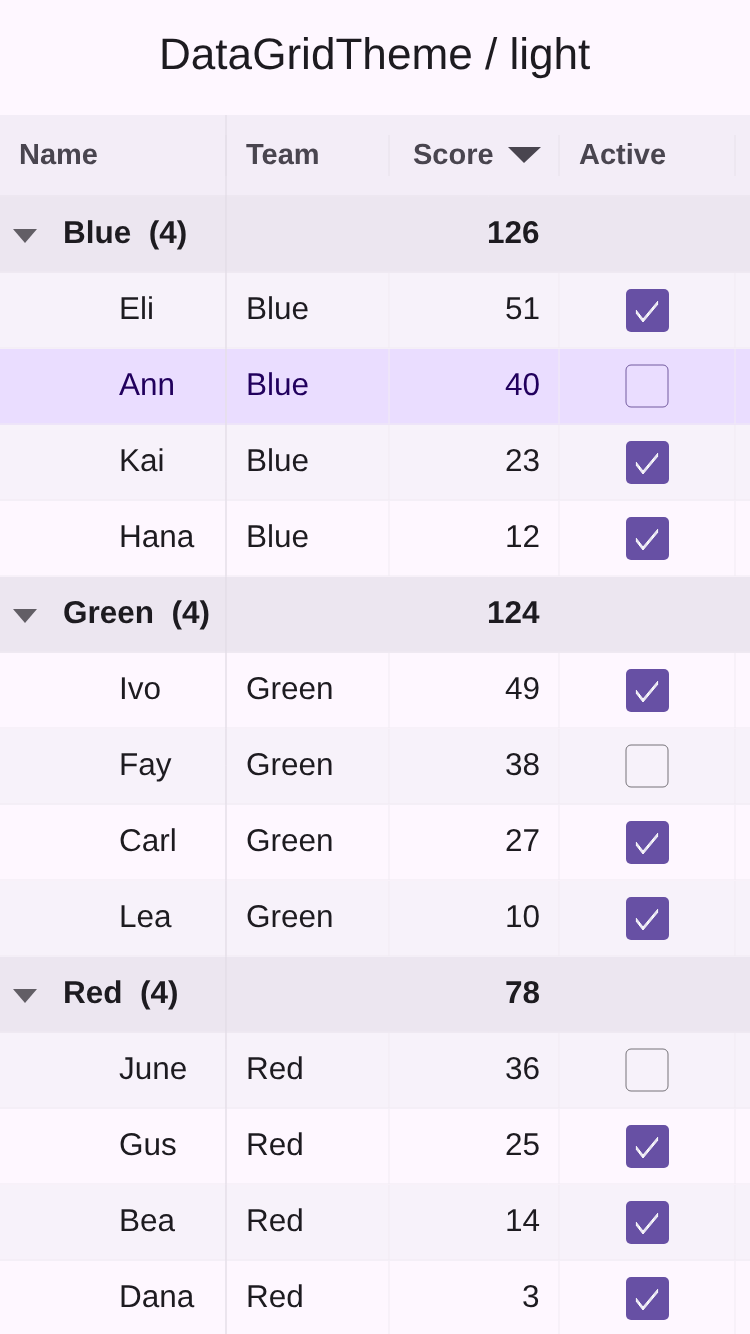 DataGridTheme / light
Name Team Score Active
Blue (4) 126
Eli Blue 51
Ann Blue 40
Kai Blue 23
Hana Blue 12
Green (4) 124
Ivo Green 49
Fay Green 38
Carl Green 27
Lea Green 10
Red (4) 78
June Red 36
Gus Red 25
Bea Red 14
Dana Red 3